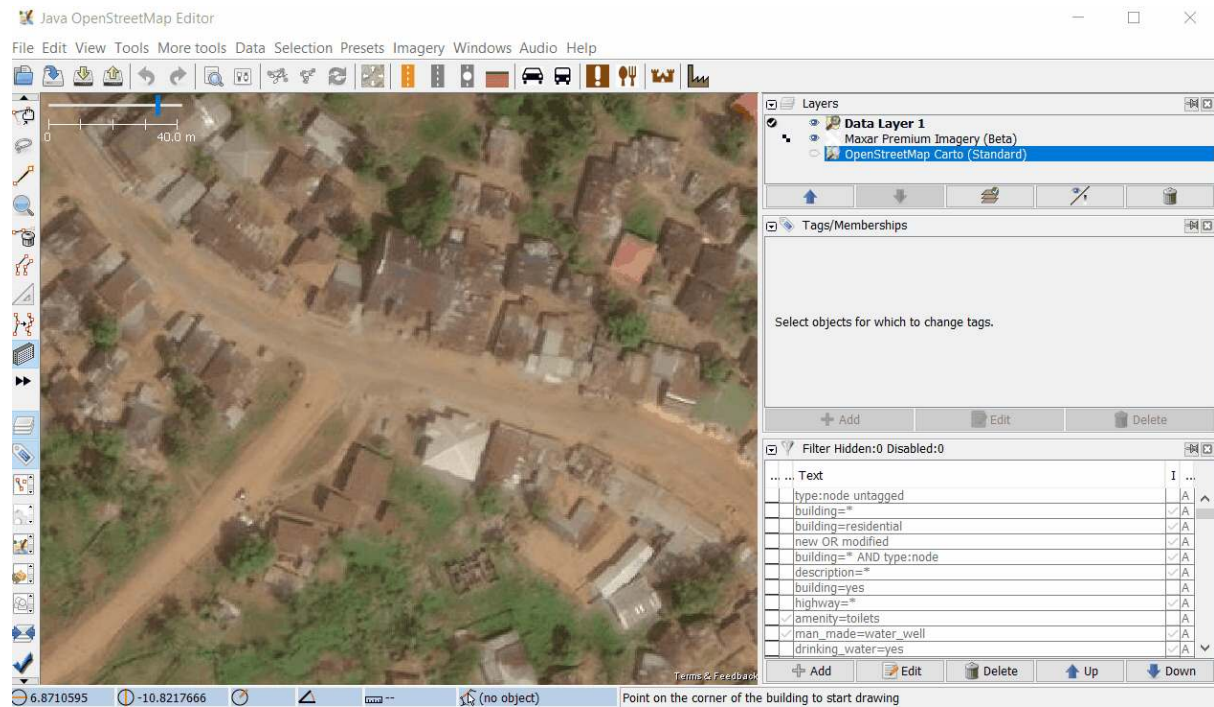 Java OpenStreetMap Editor
File Edit View Tools More tools Data Selection Presets Imagery Windows Audio Help
0 40.0 m
Layers
Data Layer 1
Maxar Premium Imagery (Beta)
OpenStreetMap Carto (Standard)
Tags/Memberships
Select objects for which to change tags.
Add Edit Delete
Filter Hidden:0 Disabled:0
... ... Text I ...
type:node untagged A
building=* A
building=residential A
new OR modified A
building=* AND type:node A
description=* A
building=yes A
highway=* A
amenity=toilets A
man_made=water_well A
drinking_water=yes A
Terms & Feedback
Add Edit Delete Up Down
6.8710595 -10.8217666 -- (no object) Point on the corner of the building to start drawing